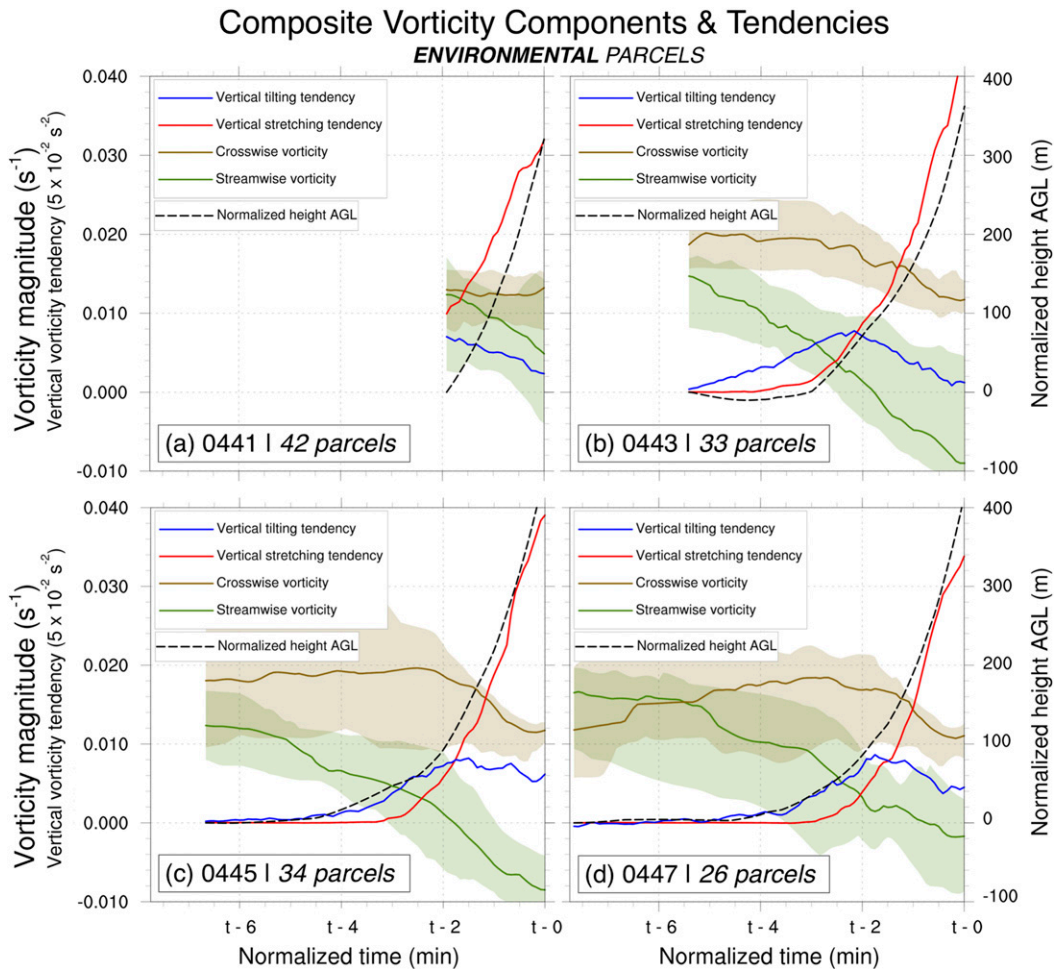 Composite Vorticity Components & Tendencies
ENVIRONMENTAL PARCELS
Vorticity magnitude (s⁻¹)
Vertical vorticity tendency (5 x 10⁻² s⁻²)
0.040
0.030
0.020
0.010
0.000
-0.010
Vertical tilting tendency
Vertical stretching tendency
Crosswise vorticity
Streamwise vorticity
Normalized height AGL
(a) 0441 | 42 parcels
Vertical tilting tendency
Vertical stretching tendency
Crosswise vorticity
Streamwise vorticity
Normalized height AGL
(b) 0443 | 33 parcels
400
300
200
100
0
-100
Normalized height AGL (m)
Vorticity magnitude (s⁻¹)
Vertical vorticity tendency (5 x 10⁻² s⁻²)
0.040
0.030
0.020
0.010
0.000
-0.010
Vertical tilting tendency
Vertical stretching tendency
Crosswise vorticity
Streamwise vorticity
Normalized height AGL
(c) 0445 | 34 parcels
t - 6 t - 4 t - 2 t - 0
Normalized time (min)
Vertical tilting tendency
Vertical stretching tendency
Crosswise vorticity
Streamwise vorticity
Normalized height AGL
(d) 0447 | 26 parcels
t - 6 t - 4 t - 2 t - 0
Normalized time (min)
400
300
200
100
0
-100
Normalized height AGL (m)